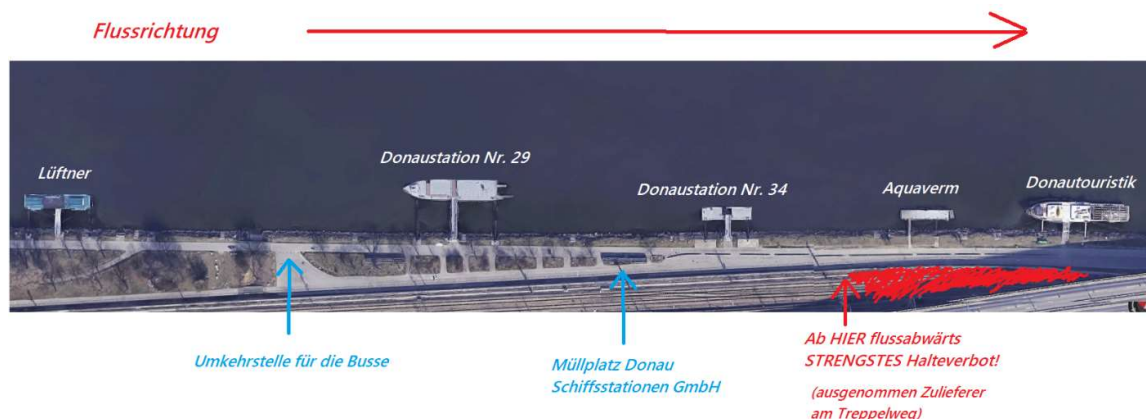 Flussrichtung
Lüftner
Donaustation Nr. 29
Donaustation Nr. 34
Aquaverm
Donautouristik
Umkehrstelle für die Busse
Müllplatz Donau
Schiffsstationen GmbH
Ab HIER flussabwärts
STRENGSTES Halteverbot!
(ausgenommen Zulieferer
am Treppelweg)